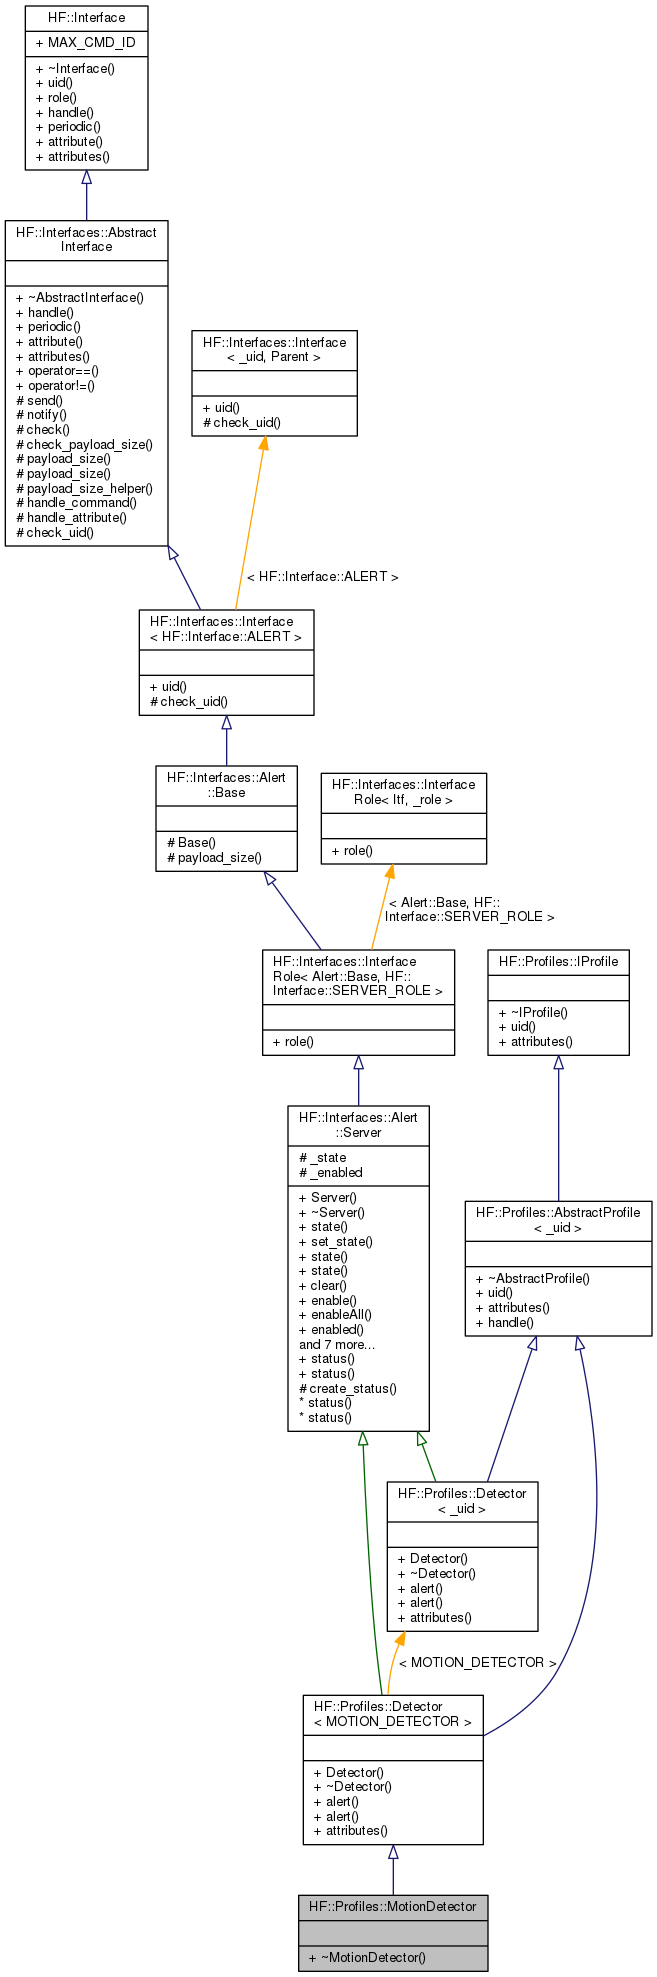 HF::Interface
+ MAX_CMD_ID
+ ~Interface()
+ uid()
+ role()
+ handle()
+ periodic()
+ attribute()
+ attributes()
HF::Interfaces::Abstract
Interface
+ ~AbstractInterface()
+ handle()
+ periodic()
+ attribute()
+ attributes()
+ operator==()
+ operator!=()
# send()
# notify()
# check()
# check_payload_size()
# payload_size()
# payload_size()
# payload_size_helper()
# handle_command()
# handle_attribute()
# check_uid()
HF::Interfaces::Interface
< _uid, Parent >
+ uid()
# check_uid()
< HF::Interface::ALERT >
HF::Interfaces::Interface
< HF::Interface::ALERT >
+ uid()
# check_uid()
HF::Interfaces::Alert
::Base
# Base()
# payload_size()
HF::Interfaces::Interface
Role< Itf, _role >
+ role()
< Alert::Base, HF::
Interface::SERVER_ROLE >
HF::Interfaces::Interface
Role< Alert::Base, HF::
Interface::SERVER_ROLE >
+ role()
HF::Profiles::IProfile
+ ~IProfile()
+ uid()
+ attributes()
HF::Interfaces::Alert
::Server
# _state
# _enabled
+ Server()
+ ~Server()
+ state()
+ set_state()
+ state()
+ state()
+ clear()
+ enable()
+ enableAll()
+ enabled()
and 7 more...
+ status()
+ status()
# create_status()
* status()
* status()
HF::Profiles::AbstractProfile
< _uid >
+ ~AbstractProfile()
+ uid()
+ attributes()
+ handle()
HF::Profiles::Detector
< _uid >
+ Detector()
+ ~Detector()
+ alert()
+ alert()
+ attributes()
< MOTION_DETECTOR >
HF::Profiles::Detector
< MOTION_DETECTOR >
+ Detector()
+ ~Detector()
+ alert()
+ alert()
+ attributes()
HF::Profiles::MotionDetector
+ ~MotionDetector()